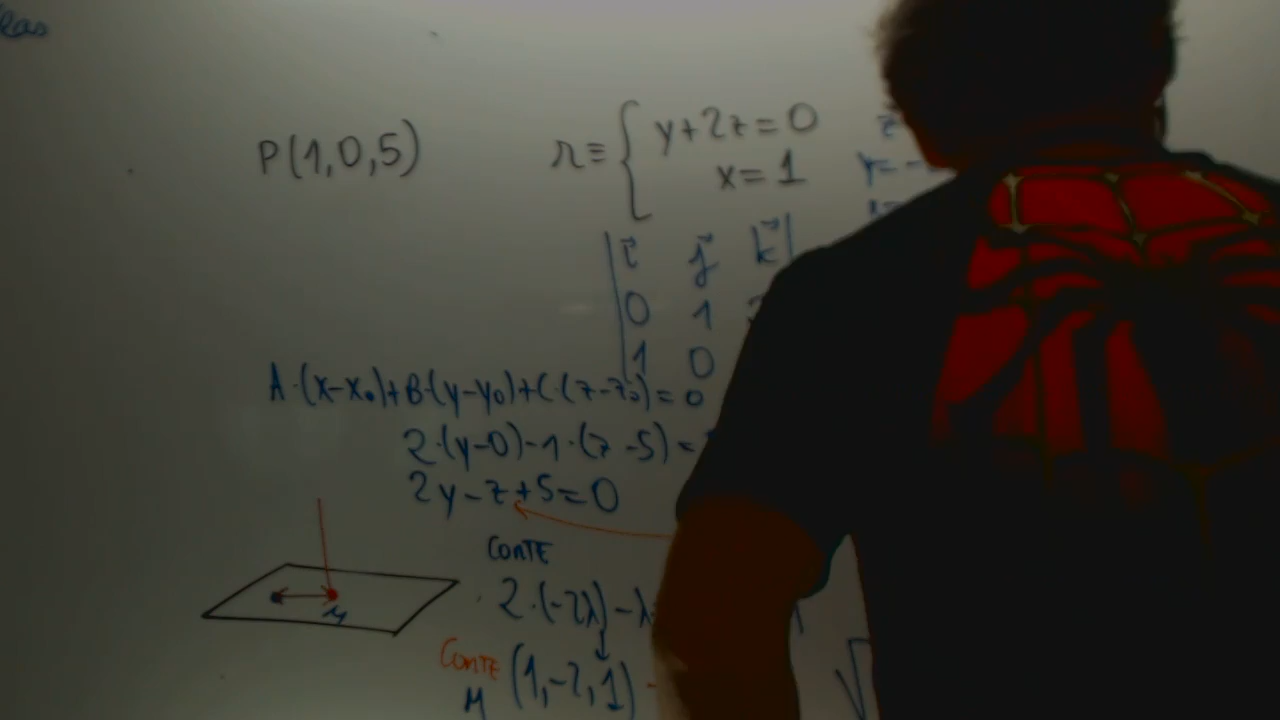 P(1,0,5)
r ≡ { y+2z=0
x=1
y=-
i⃗ j⃗ k⃗
0 1
1 0
A·(x-x₀)+B·(y-y₀)+C·(z-z₀)=0
2·(y-0)-1·(z-5)=
2y-z+5=0
CORTE
2·(-2λ)-λ
M
CORTE (1,-2,1)
M